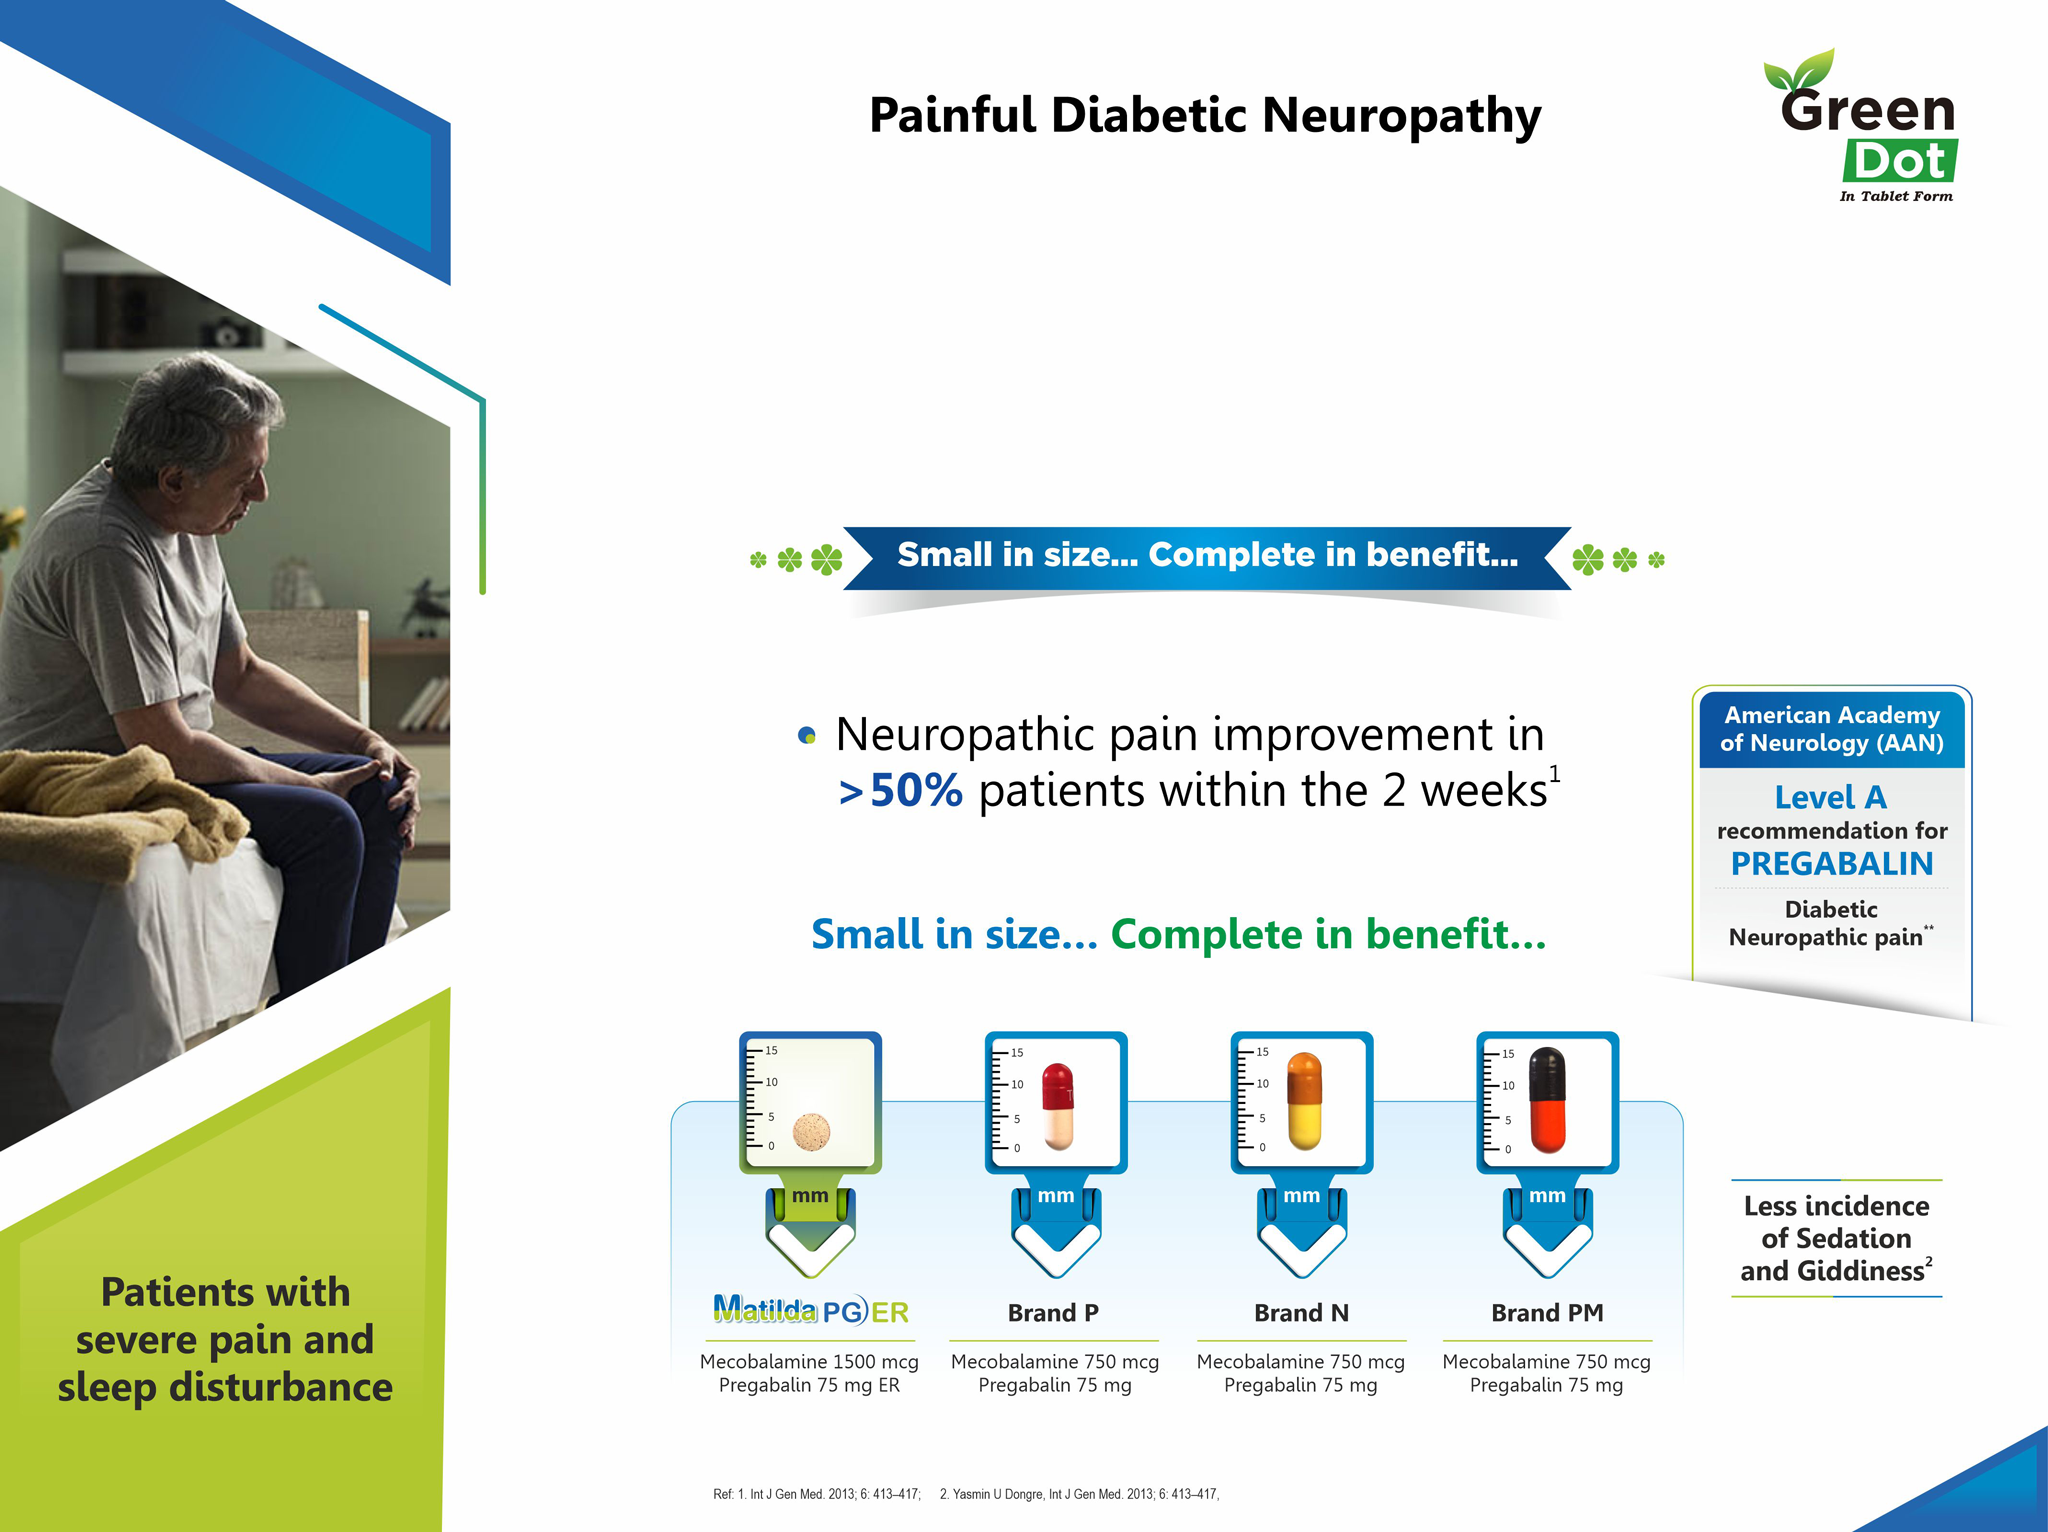 Painful Diabetic Neuropathy
Green
Dot
In Tablet Form
Small in size... Complete in benefit...
Neuropathic pain improvement in
>50% patients within the 2 weeks1
American Academy
of Neurology (AAN)
Level A
recommendation for
PREGABALIN
Diabetic
Neuropathic pain**
Small in size... Complete in benefit...
15
10
5
0
mm
Matilda PG ER
Mecobalamine 1500 mcg
Pregabalin 75 mg ER
15
10
5
0
T
mm
Brand P
Mecobalamine 750 mcg
Pregabalin 75 mg
15
10
5
0
mm
Brand N
Mecobalamine 750 mcg
Pregabalin 75 mg
15
10
5
0
mm
Brand PM
Mecobalamine 750 mcg
Pregabalin 75 mg
Less incidence
of Sedation
and Giddiness2
Patients with
severe pain and
sleep disturbance
Ref: 1. Int J Gen Med. 2013; 6: 413–417; 2. Yasmin U Dongre, Int J Gen Med. 2013; 6: 413–417,